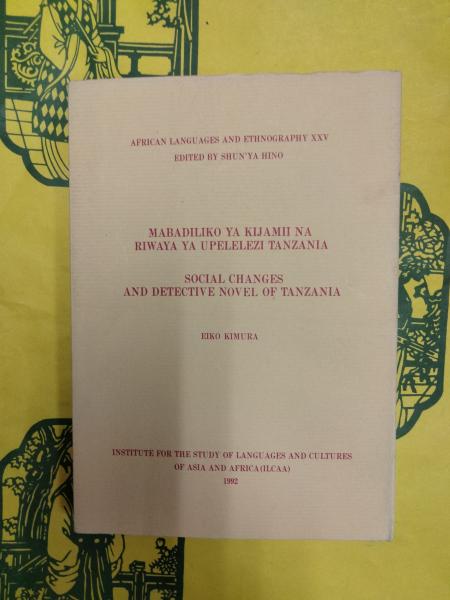 AFRICAN LANGUAGES AND ETHNOGRAPHY XXV
EDITED BY SHUN'YA HINO
MABADILIKO YA KIJAMII NA
RIWAYA YA UPELELEZI TANZANIA
SOCIAL CHANGES
AND DETECTIVE NOVEL OF TANZANIA
EIKO KIMURA
INSTITUTE FOR THE STUDY OF LANGUAGES AND CULTURES
OF ASIA AND AFRICA(ILCAA)
1992